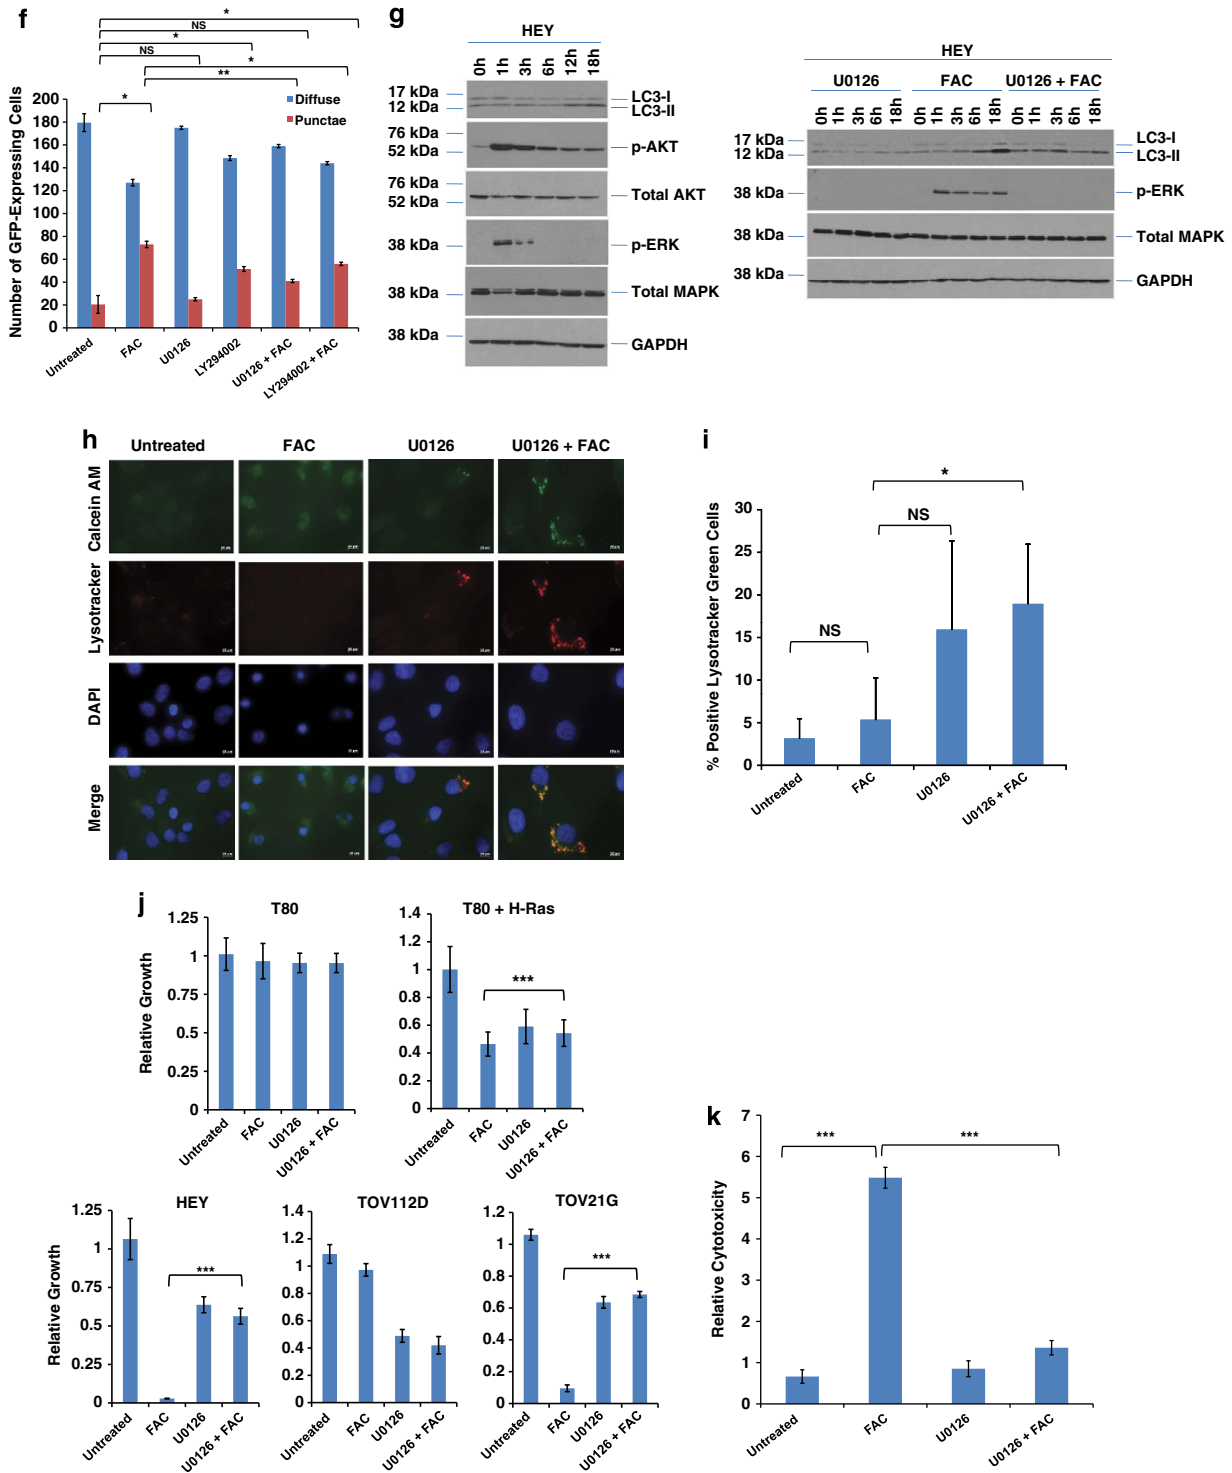 f
*
NS
*
NS
*
**
*
Number of GFP-Expressing Cells
200
180
160
140
120
100
80
60
40
20
0
Diffuse
Punctae
Untreated
FAC
U0126
LY294002
U0126 + FAC
LY294002 + FAC
g
HEY
0h 1h 3h 6h 12h 18h
17 kDa
12 kDa
LC3-I
LC3-II
76 kDa
52 kDa
p-AKT
76 kDa
52 kDa
Total AKT
38 kDa
p-ERK
38 kDa
Total MAPK
38 kDa
GAPDH
HEY
U0126 FAC U0126 + FAC
0h 1h 3h 6h 18h 0h 1h 3h 6h 18h 0h 1h 3h 6h 18h
17 kDa
12 kDa
LC3-I
LC3-II
38 kDa
p-ERK
38 kDa
Total MAPK
38 kDa
GAPDH
h
Untreated FAC U0126 U0126 + FAC
Calcein AM
Lysotracker
DAPI
Merge
i
*
NS
NS
% Positive Lysotracker Green Cells
30
25
20
15
10
5
0
Untreated
FAC
U0126
U0126 + FAC
j
T80
Relative Growth
1.25
1
0.75
0.5
0.25
0
Untreated
FAC
U0126
U0126 + FAC
T80 + H-Ras
1.4
1.2
1
0.8
0.6
0.4
0.2
0
***
Untreated
FAC
U0126
U0126 + FAC
HEY
Relative Growth
1.25
1
0.75
0.5
0.25
0
***
Untreated
FAC
U0126
U0126 + FAC
TOV112D
1.4
1.2
1
0.8
0.6
0.4
0.2
0
Untreated
FAC
U0126
U0126 + FAC
TOV21G
1.2
1
0.8
0.6
0.4
0.2
0
***
Untreated
FAC
U0126
U0126 + FAC
k
Relative Cytotoxicity
7
6
5
4
3
2
1
0
***
***
Untreated
FAC
U0126
U0126 + FAC